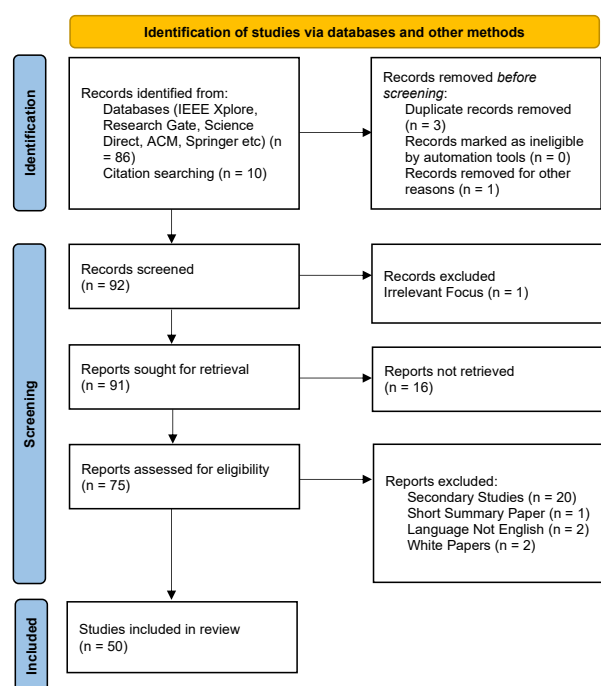 Identification of studies via databases and other methods
Identification
Records identified from:
Databases (IEEE Xplore,
Research Gate, Science
Direct, ACM, Springer etc) (n
= 86)
Citation searching (n = 10)
Records removed before
screening:
Duplicate records removed
(n = 3)
Records marked as ineligible
by automation tools (n = 0)
Records removed for other
reasons (n = 1)
Screening
Records screened
(n = 92)
Records excluded
Irrelevant Focus (n = 1)
Reports sought for retrieval
(n = 91)
Reports not retrieved
(n = 16)
Reports assessed for eligibility
(n = 75)
Reports excluded:
Secondary Studies (n = 20)
Short Summary Paper (n = 1)
Language Not English (n = 2)
White Papers (n = 2)
Included
Studies included in review
(n = 50)